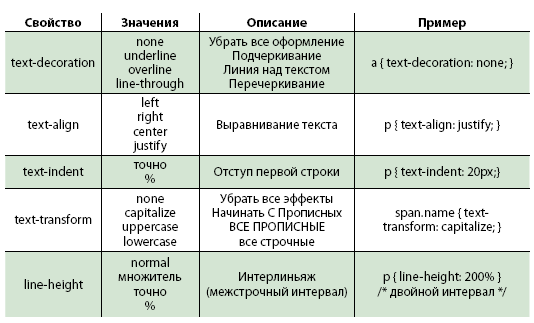 Свойство Значения Описание Пример
text-decoration
none
underline
overline
line-through
Убрать все оформление
Подчеркивание
Линия над текстом
Перечеркивание
a { text-decoration: none; }
text-align
left
right
center
justify
Выравнивание текста
p { text-align: justify; }
text-indent
точно
%
Отступ первой строки
p { text-indent: 20px;}
text-transform
none
capitalize
uppercase
lowercase
Убрать все эффекты
Начинать С Прописных
ВСЕ ПРОПИСНЫЕ
все строчные
span.name { text-
transform: capitalize; }
line-height
normal
множитель
точно
%
Интерлиньяж
(межстрочный интервал)
p { line-height: 200% }
/* двойной интервал */